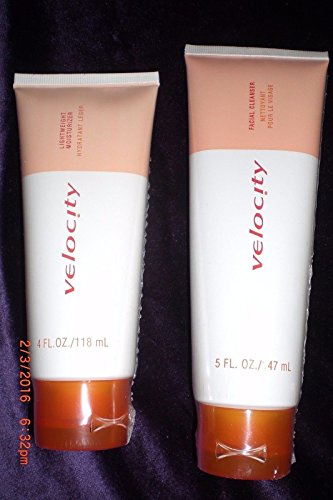 LIGHTWEIGHT
MOISTURIZER
HYDRATANT LÉGER
velocity
4 FL.OZ./118 mL
FACIAL CLEANSER
NETTOYANT
POUR LE VISAGE
velocity
5 FL. OZ./ 47 mL
2/3/2016 6:32pm